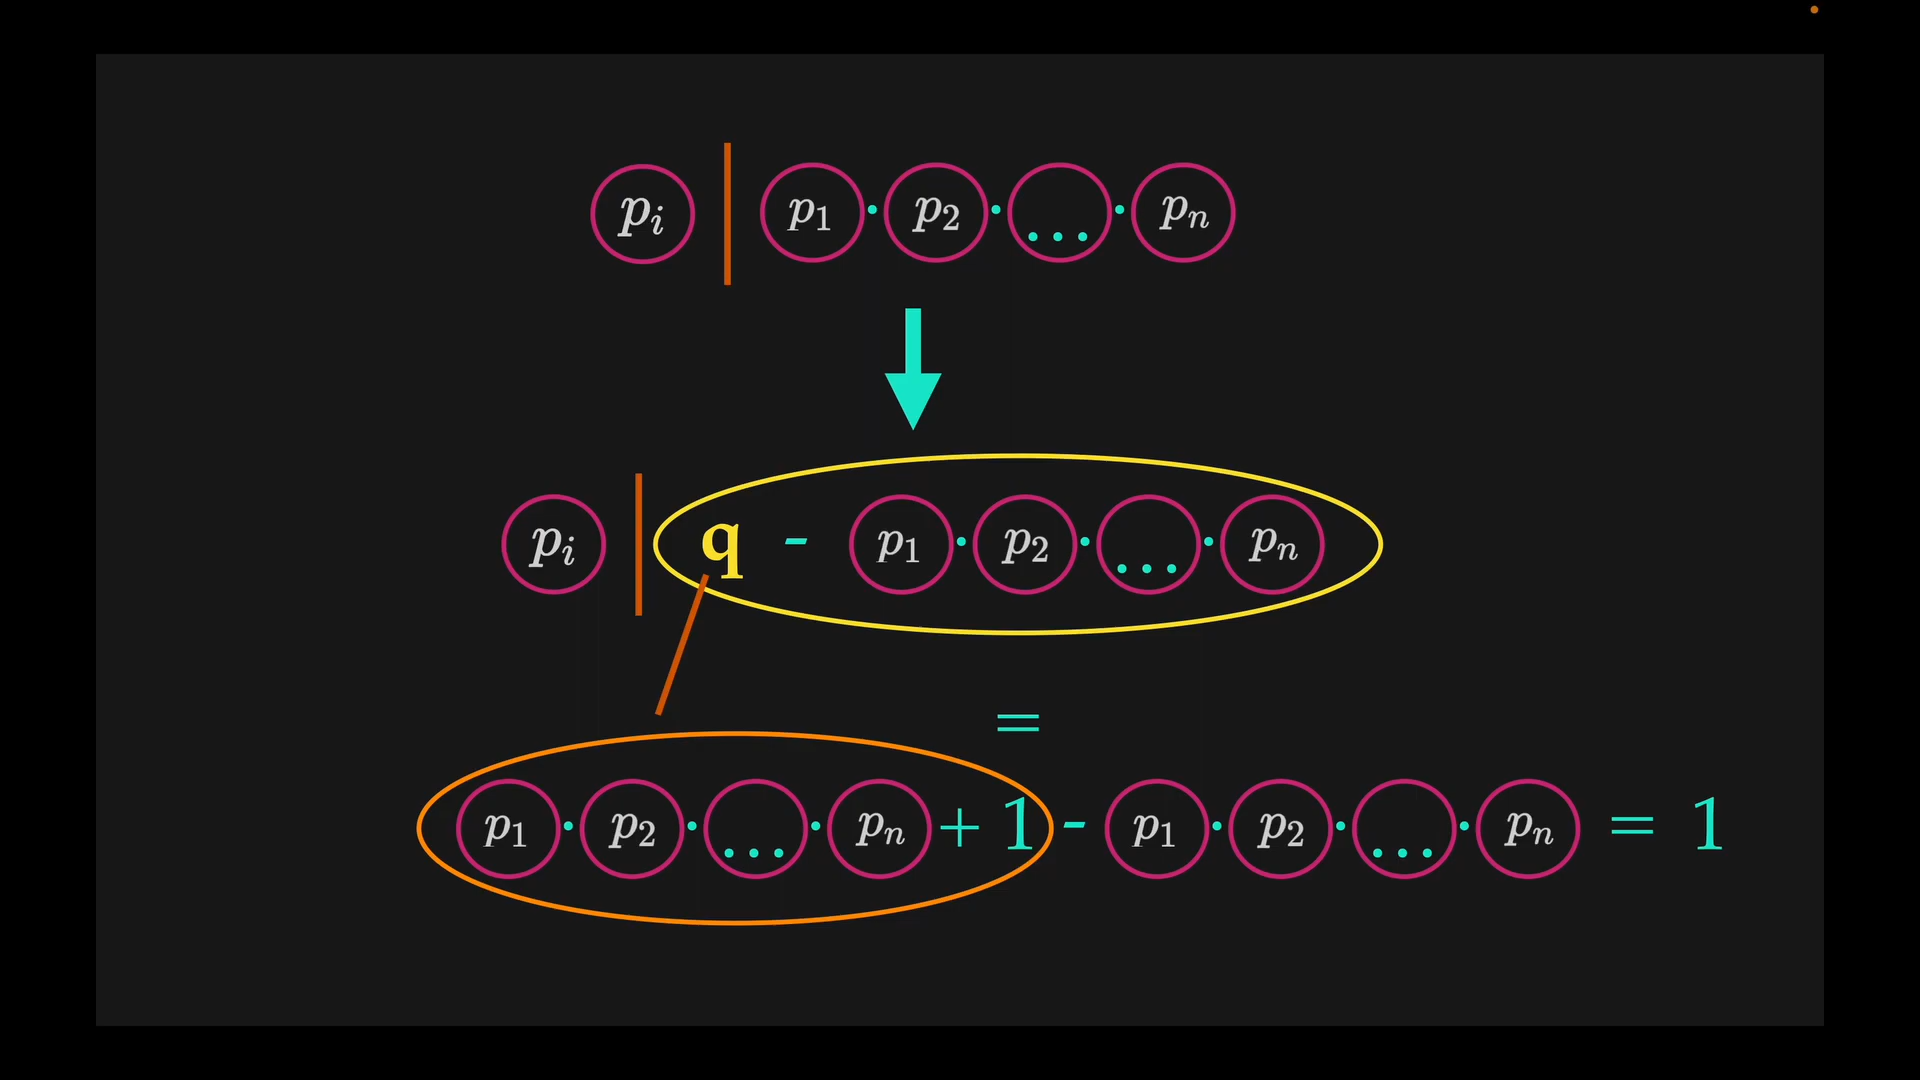 pᵢ | p₁ · p₂ · ... · pₙ
pᵢ | q - p₁ · p₂ · ... · pₙ
=
p₁ · p₂ · ... · pₙ + 1 - p₁ · p₂ · ... · pₙ = 1